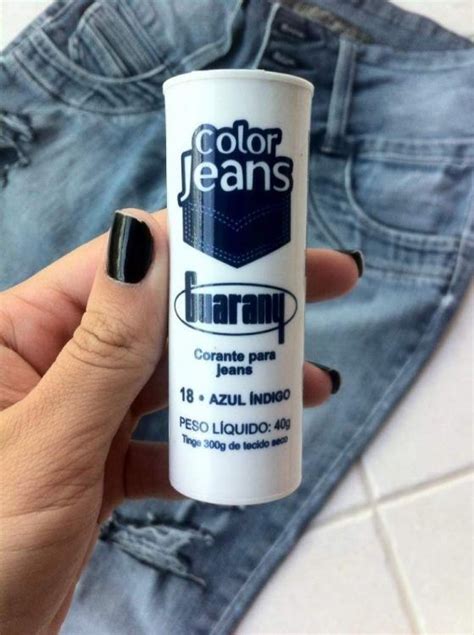 Color
Jeans
Guarany
Corante para
jeans
18 • AZUL ÍNDIGO
PESO LÍQUIDO: 40g
Tinge 300g de tecido seco